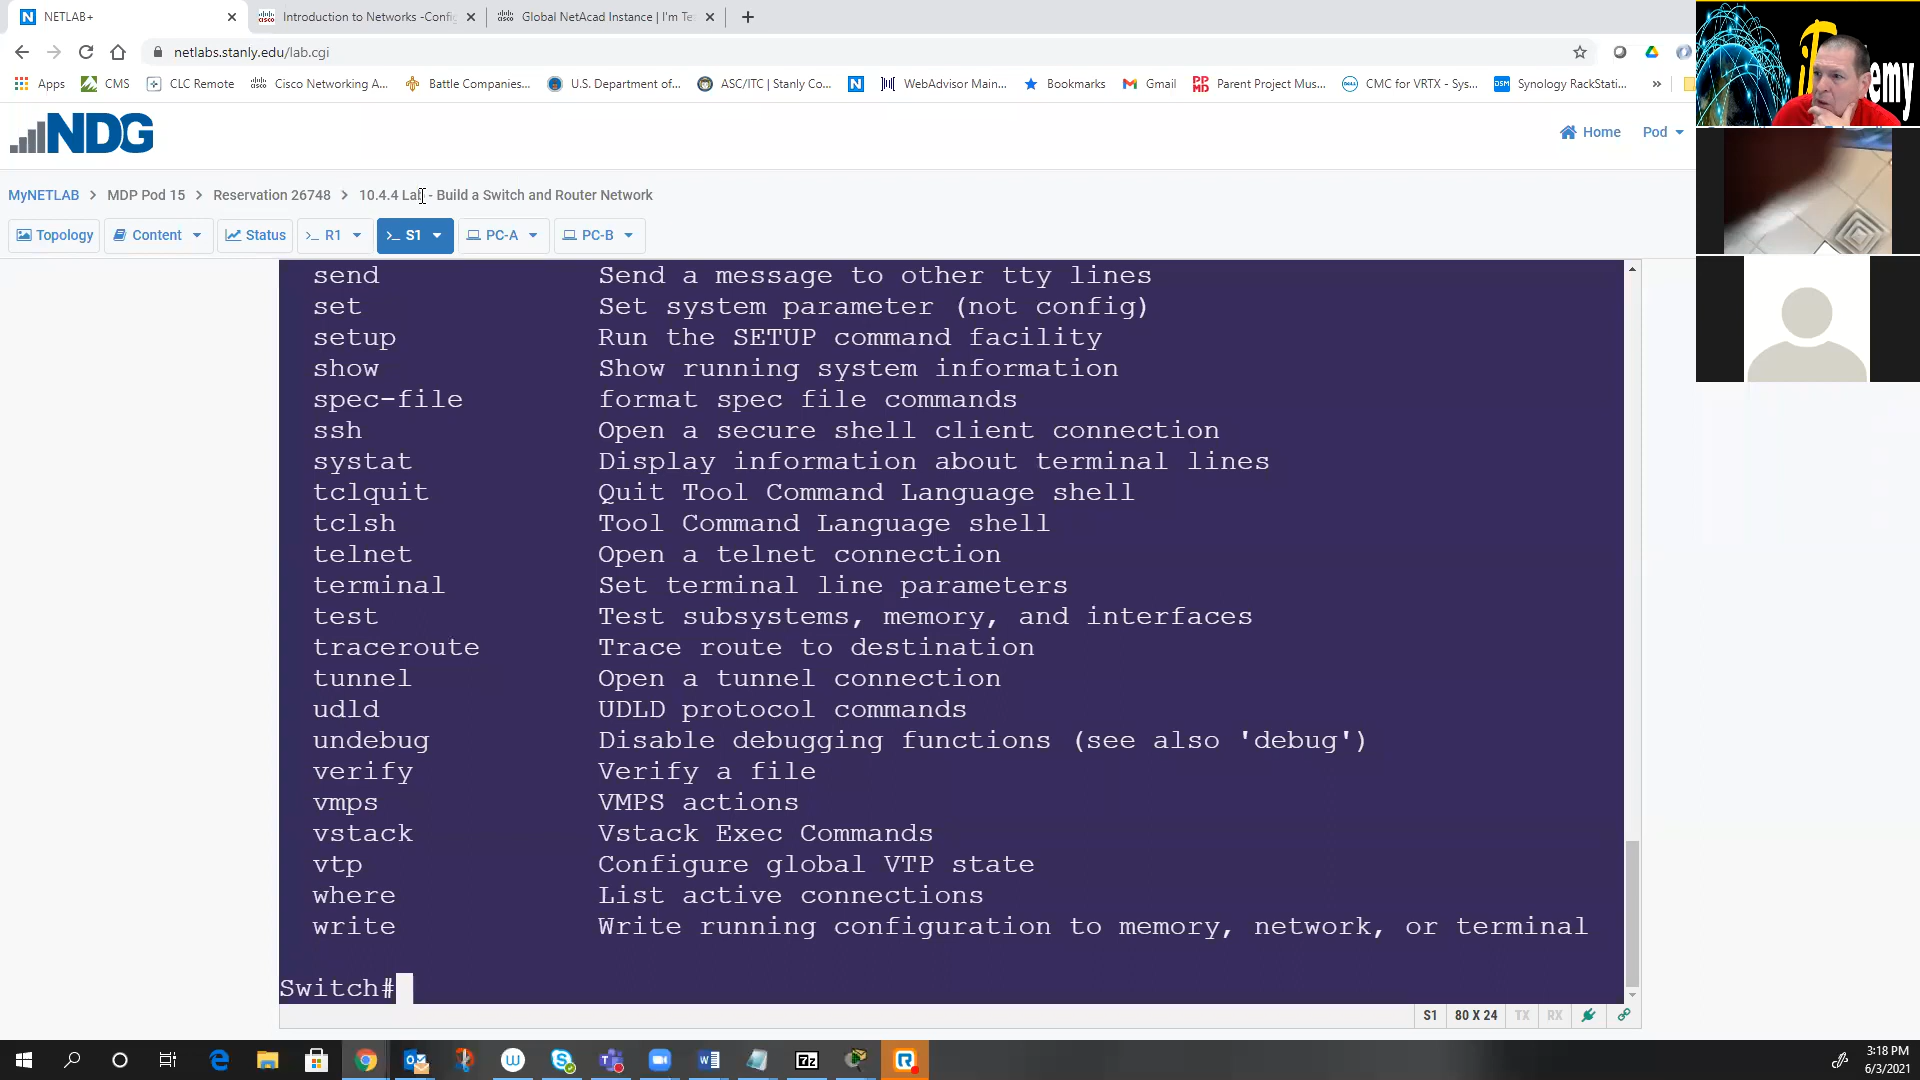 NETLAB+
Introduction to Networks -Config
Global NetAcad Instance | I'm Te
netlabs.stanly.edu/lab.cgi
Apps
CMS
CLC Remote
Cisco Networking A...
Battle Companies...
U.S. Department of...
ASC/ITC | Stanly Co...
WebAdvisor Main...
Bookmarks
Gmail
Parent Project Mus...
CMC for VRTX - Sys...
Synology RackStati...
»
NDG
Home
Pod
MyNETLAB > MDP Pod 15 > Reservation 26748 > 10.4.4 Lab - Build a Switch and Router Network
Topology
Content
Status
>_ R1
>_ S1
PC-A
PC-B
send Send a message to other tty lines
set Set system parameter (not config)
setup Run the SETUP command facility
show Show running system information
spec-file format spec file commands
ssh Open a secure shell client connection
systat Display information about terminal lines
tclquit Quit Tool Command Language shell
tclsh Tool Command Language shell
telnet Open a telnet connection
terminal Set terminal line parameters
test Test subsystems, memory, and interfaces
traceroute Trace route to destination
tunnel Open a tunnel connection
udld UDLD protocol commands
undebug Disable debugging functions (see also 'debug')
verify Verify a file
vmps VMPS actions
vstack Vstack Exec Commands
vtp Configure global VTP state
where List active connections
write Write running configuration to memory, network, or terminal
Switch#
S1
80 X 24
TX
RX
3:18 PM
6/3/2021